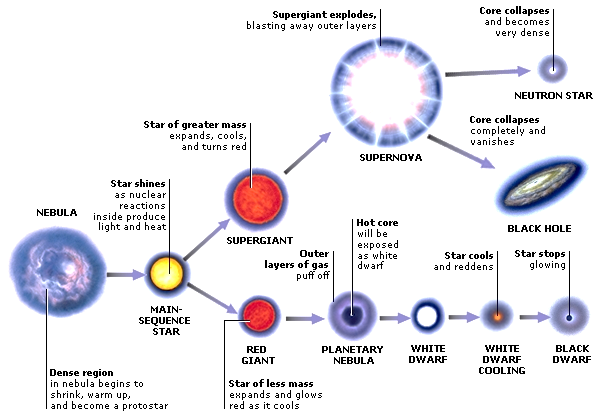 Supergiant explodes,
blasting away outer layers
Core collapses
and becomes
very dense
NEUTRON STAR
Star of greater mass
expands, cools,
and turns red
SUPERNOVA
Core collapses
completely and
vanishes
BLACK HOLE
Star shines
as nuclear
reactions
inside produce
light and heat
NEBULA
SUPERGIANT
Hot core
will be
exposed
as white
dwarf
Outer
layers of gas
puff off
Star cools
and reddens
Star stops
glowing
MAIN-
SEQUENCE
STAR
RED
GIANT
PLANETARY
NEBULA
WHITE
DWARF
WHITE
DWARF
COOLING
BLACK
DWARF
Dense region
in nebula begins to
shrink, warm up,
and become a protostar
Star of less mass
expands and glows
red as it cools